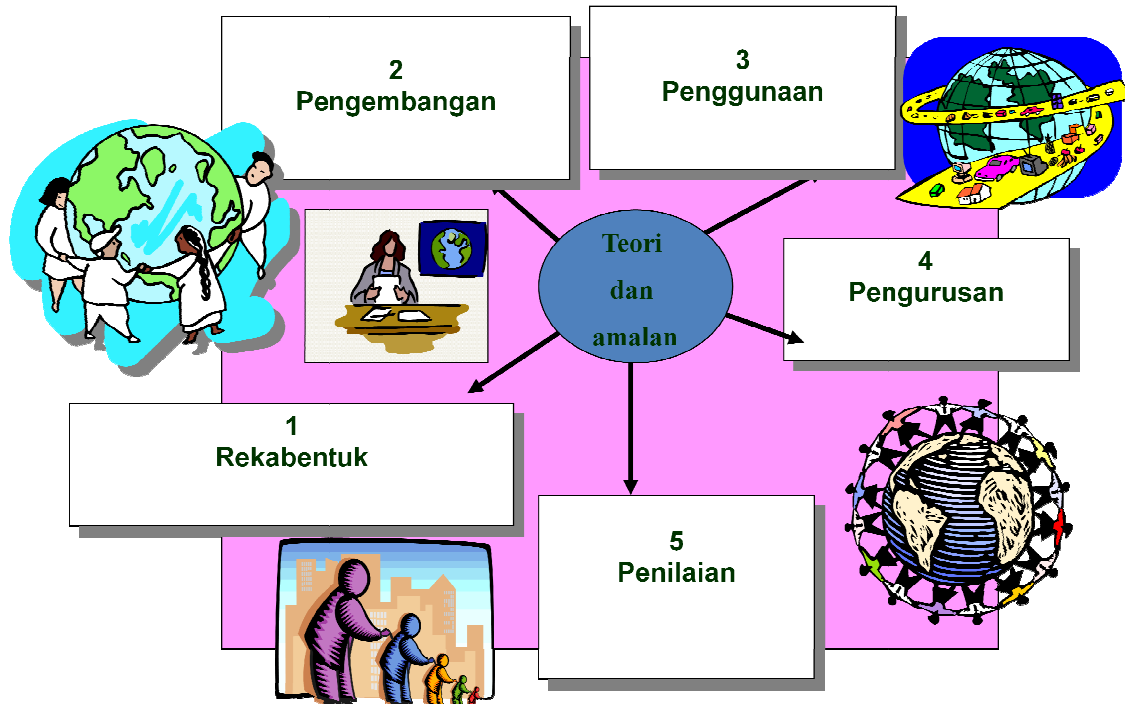 2
Pengembangan
3
Penggunaan
Teori
dan
amalan
4
Pengurusan
1
Rekabentuk
5
Penilaian